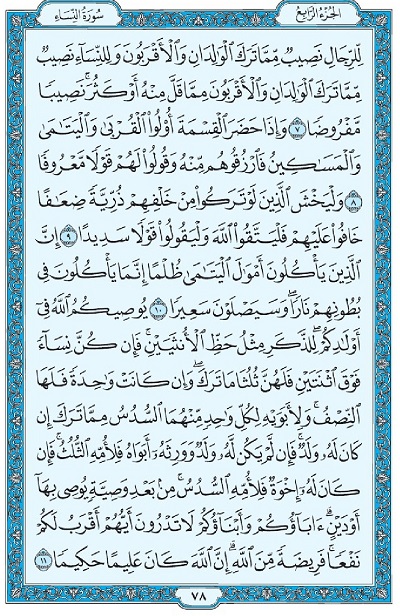 الجزء الرابع سورة النساء
لِّلرِّجَالِ نَصِيبٌ مِّمَّا تَرَكَ ٱلْوَٰلِدَانِ وَٱلْأَقْرَبُونَ وَلِلنِّسَآءِ نَصِيبٌ
مِّمَّا تَرَكَ ٱلْوَٰلِدَانِ وَٱلْأَقْرَبُونَ مِمَّا قَلَّ مِنْهُ أَوْ كَثُرَ ۚ نَصِيبًا
مَّفْرُوضًا ٧ وَإِذَا حَضَرَ ٱلْقِسْمَةَ أُو۟لُوا۟ ٱلْقُرْبَىٰ وَٱلْيَتَٰمَىٰ
وَٱلْمَسَٰكِينُ فَٱرْزُقُوهُم مِّنْهُ وَقُولُوا۟ لَهُمْ قَوْلًا مَّعْرُوفًا
٨ وَلْيَخْشَ ٱلَّذِينَ لَوْ تَرَكُوا۟ مِنْ خَلْفِهِمْ ذُرِّيَّةً ضِعَٰفًا
خَافُوا۟ عَلَيْهِمْ فَلْيَتَّقُوا۟ ٱللَّهَ وَلْيَقُولُوا۟ قَوْلًا سَدِيدًا ٩ إِنَّ
ٱلَّذِينَ يَأْكُلُونَ أَمْوَٰلَ ٱلْيَتَٰمَىٰ ظُلْمًا إِنَّمَا يَأْكُلُونَ فِى
بُطُونِهِمْ نَارًا ۖ وَسَيَصْلَوْنَ سَعِيرًا ١٠ يُوصِيكُمُ ٱللَّهُ فِىٓ
أَوْلَٰدِكُمْ ۖ لِلذَّكَرِ مِثْلُ حَظِّ ٱلْأُنثَيَيْنِ ۚ فَإِن كُنَّ نِسَآءً
فَوْقَ ٱثْنَتَيْنِ فَلَهُنَّ ثُلُثَا مَا تَرَكَ ۖ وَإِن كَانَتْ وَٰحِدَةً فَلَهَا
ٱلنِّصْفُ ۚ وَلِأَبَوَيْهِ لِكُلِّ وَٰحِدٍ مِّنْهُمَا ٱلسُّدُسُ مِمَّا تَرَكَ إِن
كَانَ لَهُۥ وَلَدٌ ۚ فَإِن لَّمْ يَكُن لَّهُۥ وَلَدٌ وَوَرِثَهُۥٓ أَبَوَاهُ فَلِأُمِّهِ ٱلثُّلُثُ ۚ فَإِن
كَانَ لَهُۥٓ إِخْوَةٌ فَلِأُمِّهِ ٱلسُّدُسُ ۚ مِنۢ بَعْدِ وَصِيَّةٍ يُوصِى بِهَآ
أَوْ دَيْنٍ ۗ ءَابَآؤُكُمْ وَأَبْنَآؤُكُمْ لَا تَدْرُونَ أَيُّهُمْ أَقْرَبُ لَكُمْ
نَفْعًا ۚ فَرِيضَةً مِّنَ ٱللَّهِ ۗ إِنَّ ٱللَّهَ كَانَ عَلِيمًا حَكِيمًا ١١
٧٨